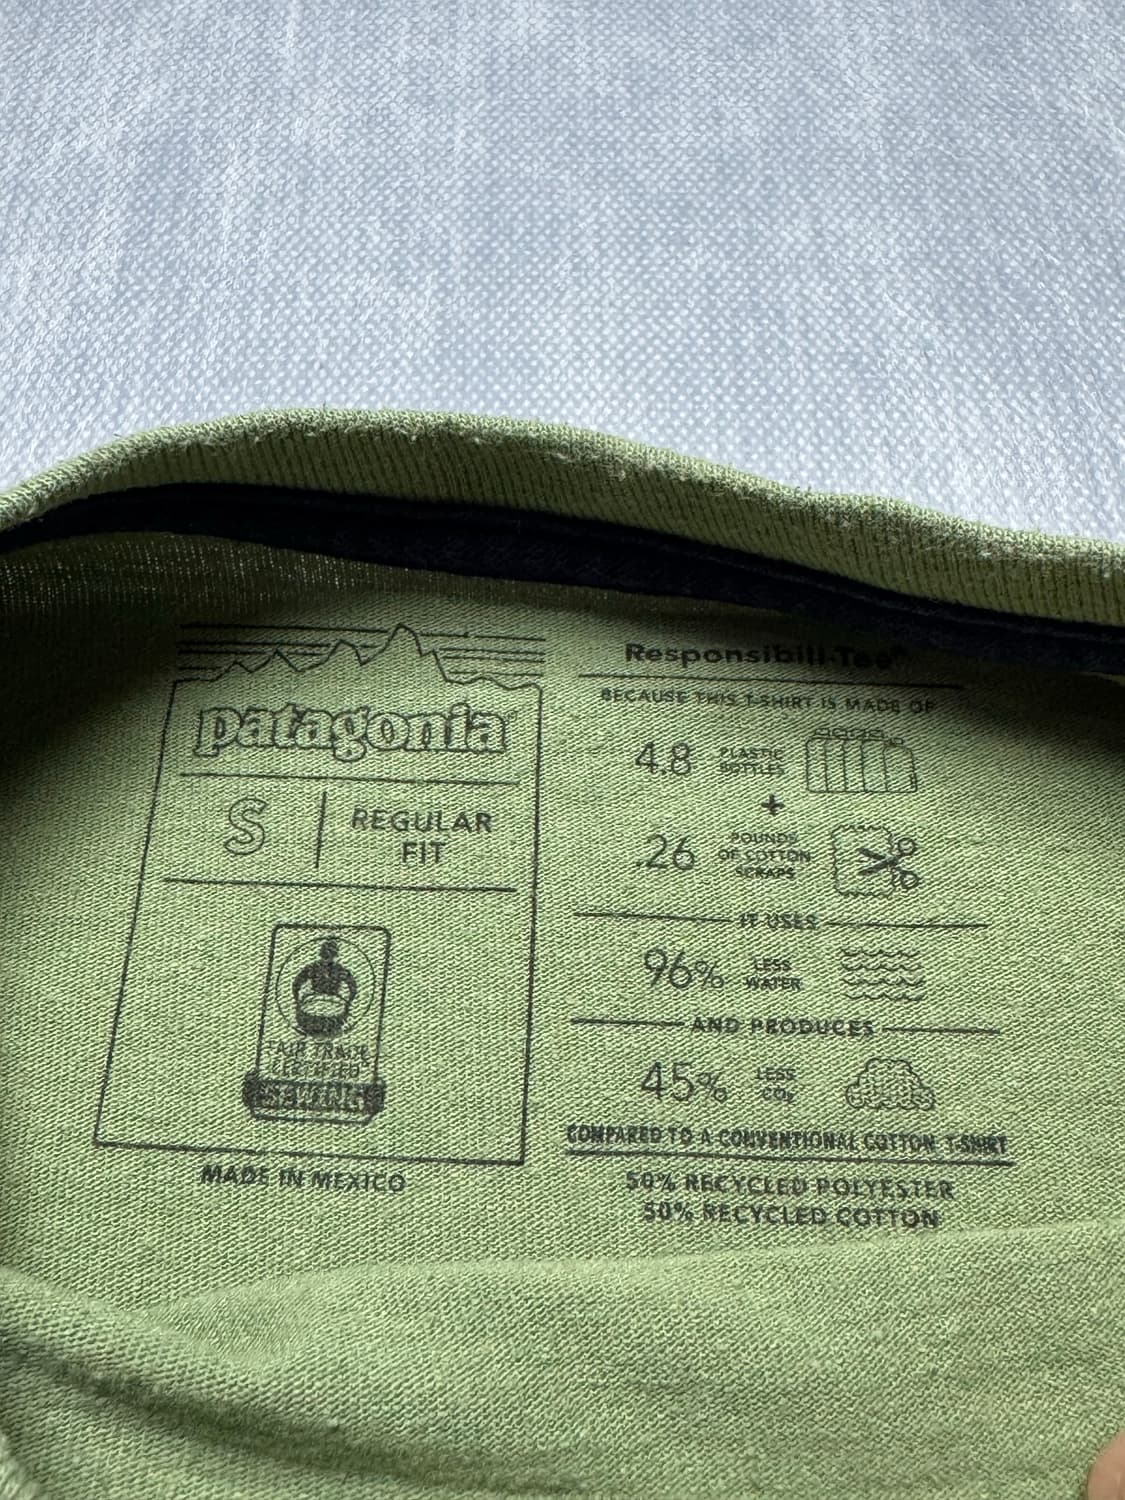 patagonia®
S
REGULAR
FIT
FAIR TRADE
CERTIFIED™
SEWING
MADE IN MEXICO
Responsibili-Tee®
BECAUSE THIS T-SHIRT IS MADE OF
4.8 PLASTIC
BOTTLES
+
.26 POUNDS
OF COTTON
SCRAPS
IT USES
96% LESS
WATER
AND PRODUCES
45% LESS
CO₂
COMPARED TO A CONVENTIONAL COTTON T-SHIRT
50% RECYCLED POLYESTER
50% RECYCLED COTTON